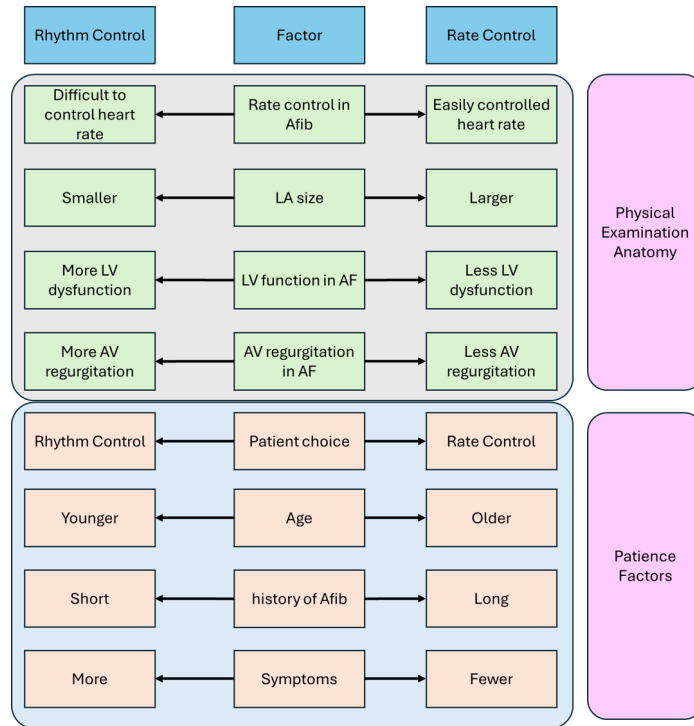 Rhythm Control
Factor
Rate Control
Difficult to
control heart
rate
Rate control in
Afib
Easily controlled
heart rate
Smaller
LA size
Larger
More LV
dysfunction
LV function in AF
Less LV
dysfunction
More AV
regurgitation
AV regurgitation
in AF
Less AV
regurgitation
Physical
Examination
Anatomy
Rhythm Control
Patient choice
Rate Control
Younger
Age
Older
Short
history of Afib
Long
More
Symptoms
Fewer
Patience
Factors